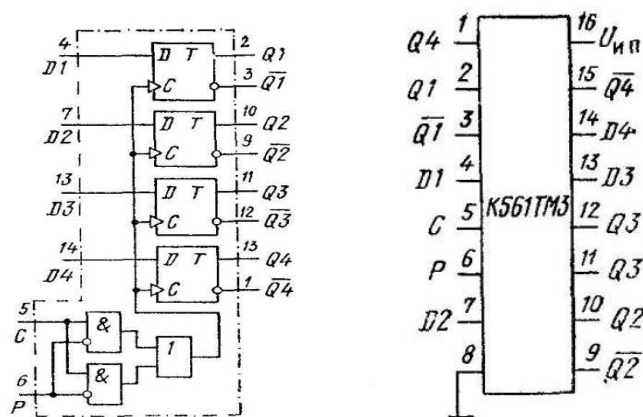 4 D1 D T 2 Q1
C 3 Q̅1̅
7 D2 D T 10 Q2
C 9 Q̅2̅
13 D3 D T 11 Q3
C 12 Q̅3̅
14 D4 D T 13 Q4
C 1 Q̅4̅
5 C & 1
6 P &
Q4 1 16 Uип
Q1 2 15 Q̅4̅
Q̅1̅ 3 14 D4
D1 4 13 D3
К561ТМ3
C 5 12 Q3
P 6 11 Q3
D2 7 10 Q2
8 9 Q̅2̅